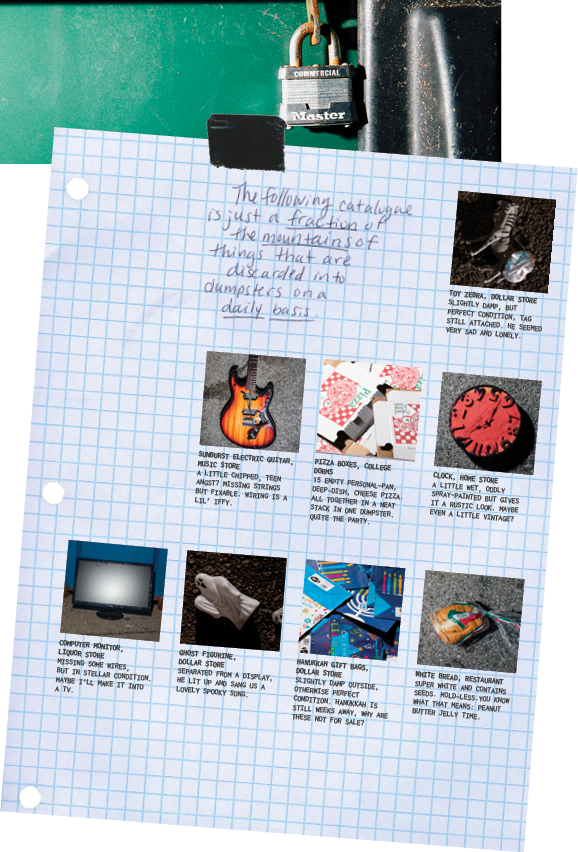 COMMERCIAL
Master
The following catalogue
is just a fraction of
the mountains of
things that are
discarded into
dumpsters on a
daily basis.
TOY ZEBRA, DOLLAR STORE
SLIGHTLY DAMP, BUT
PERFECT CONDITION, TAG
STILL ATTACHED. HE SEEMED
VERY SAD AND LONELY.
SUNBURST ELECTRIC GUITAR,
MUSIC STORE
A LITTLE CHIPPED, TEEN
ANGST? MISSING STRINGS
BUT FIXABLE. WIRING IS A
LIL' IFFY.
Pizza
PIZZA BOXES, COLLEGE
DORMS
15 EMPTY PERSONAL-PAN,
DEEP-DISH, CHEESE PIZZA.
ALL TOGETHER IN A NEAT
STACK IN ONE DUMPSTER.
QUITE THE PARTY.
CLOCK, HOME STORE
A LITTLE WET, ODDLY
SPRAY-PAINTED BUT GIVES
IT A RUSTIC LOOK. MAYBE
EVEN A LITTLE VINTAGE?
COMPUTER MONITOR,
LIQUOR STORE
MISSING SOME WIRES,
BUT IN STELLAR CONDITION.
MAYBE I'LL MAKE IT INTO
A TV.
GHOST FIGURINE,
DOLLAR STORE
SEPARATED FROM A DISPLAY,
HE LIT UP AND SANG US A
LOVELY SPOOKY SONG.
HANUKKAH GIFT BAGS,
DOLLAR STORE
SLIGHTLY DAMP OUTSIDE,
OTHERWISE PERFECT
CONDITION. HANUKKAH IS
STILL WEEKS AWAY, WHY ARE
THESE NOT FOR SALE?
WHITE BREAD, RESTAURANT
SUPER WHITE AND CONTAINS
SEEDS. MOLD-LESS. YOU KNOW
WHAT THAT MEANS: PEANUT
BUTTER JELLY TIME.